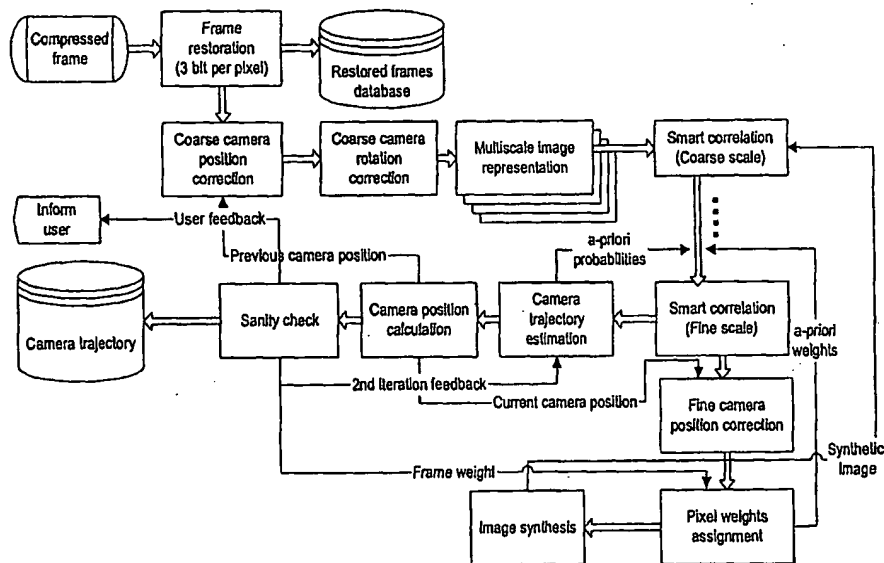 Compressed
frame
Frame
restoration
(3 bit per pixel)
Restored frames
database
Coarse camera
position
correction
Coarse camera
rotation
correction
Multiscale image
representation
Smart correlation
(Coarse scale)
Inform
user
User feedback
Previous camera position
a-priori
probabilities
Camera trajectory
Sanity check
Camera position
calculation
Camera
trajectory
estimation
Smart correlation
(Fine scale)
a-priori
weights
2nd Iteration feedback
Current camera position
Fine camera
position correction
Synthetic
Image
Frame weight
Image synthesis
Pixel weights
assignment